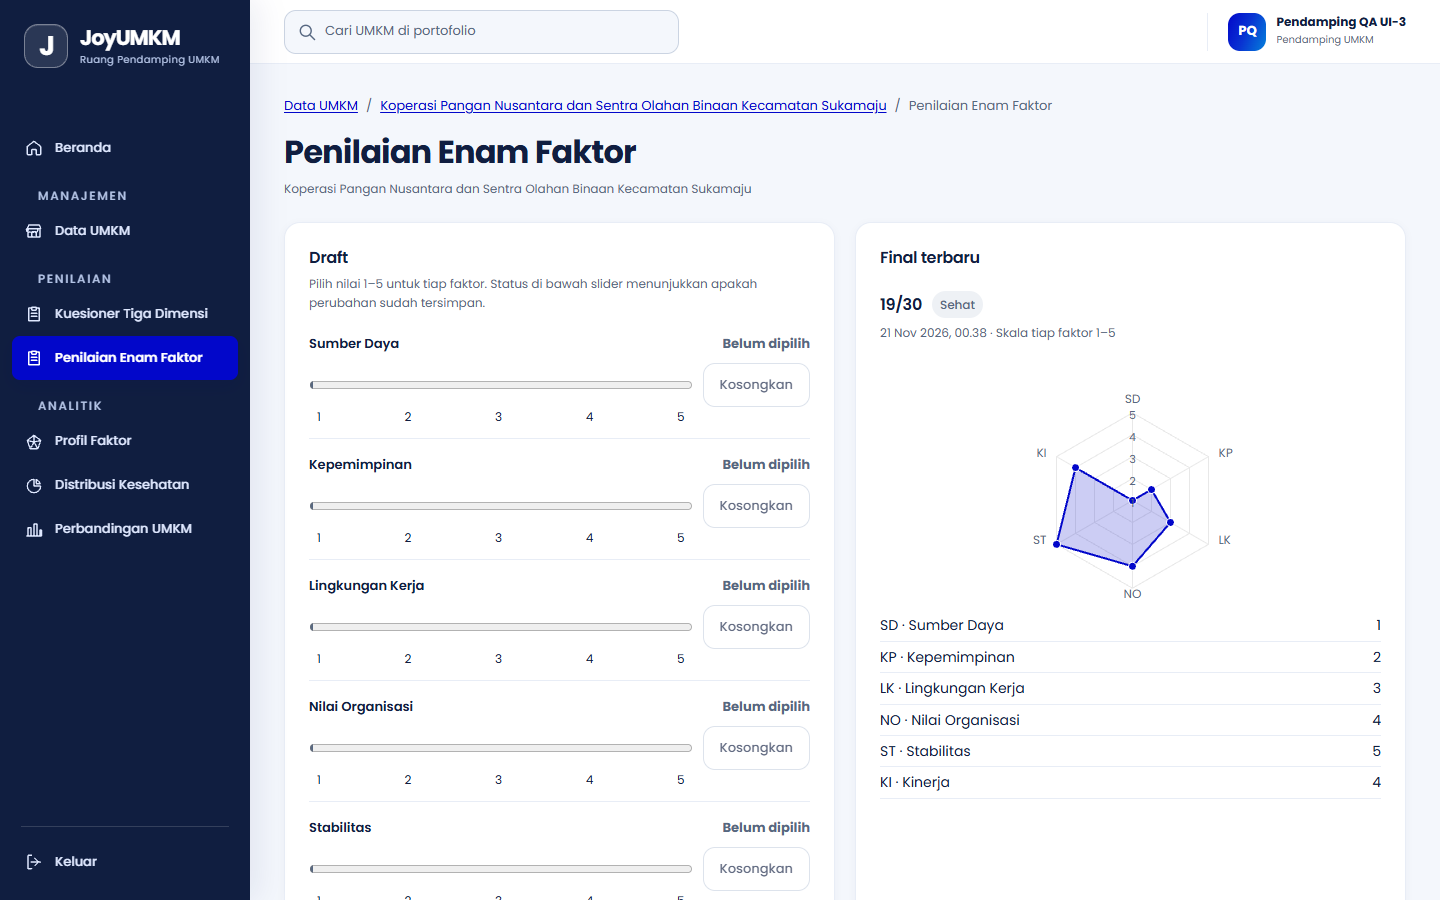 J
JoyUMKM
Ruang Pendamping UMKM
Beranda
MANAJEMEN
Data UMKM
PENILAIAN
Kuesioner Tiga Dimensi
Penilaian Enam Faktor
ANALITIK
Profil Faktor
Distribusi Kesehatan
Perbandingan UMKM
Keluar
Cari UMKM di portofolio
PQ
Pendamping QA UI-3
Pendamping UMKM
Data UMKM / Koperasi Pangan Nusantara dan Sentra Olahan Binaan Kecamatan Sukamaju / Penilaian Enam Faktor
Penilaian Enam Faktor
Koperasi Pangan Nusantara dan Sentra Olahan Binaan Kecamatan Sukamaju
Draft
Pilih nilai 1–5 untuk tiap faktor. Status di bawah slider menunjukkan apakah
perubahan sudah tersimpan.
Sumber Daya Belum dipilih
Kosongkan
1 2 3 4 5
Kepemimpinan Belum dipilih
Kosongkan
1 2 3 4 5
Lingkungan Kerja Belum dipilih
Kosongkan
1 2 3 4 5
Nilai Organisasi Belum dipilih
Kosongkan
1 2 3 4 5
Stabilitas Belum dipilih
Kosongkan
Final terbaru
19/30 Sehat
21 Nov 2026, 00.38 · Skala tiap faktor 1–5
SD
5
4
KI KP
3
2
ST LK
NO
SD · Sumber Daya 1
KP · Kepemimpinan 2
LK · Lingkungan Kerja 3
NO · Nilai Organisasi 4
ST · Stabilitas 5
KI · Kinerja 4